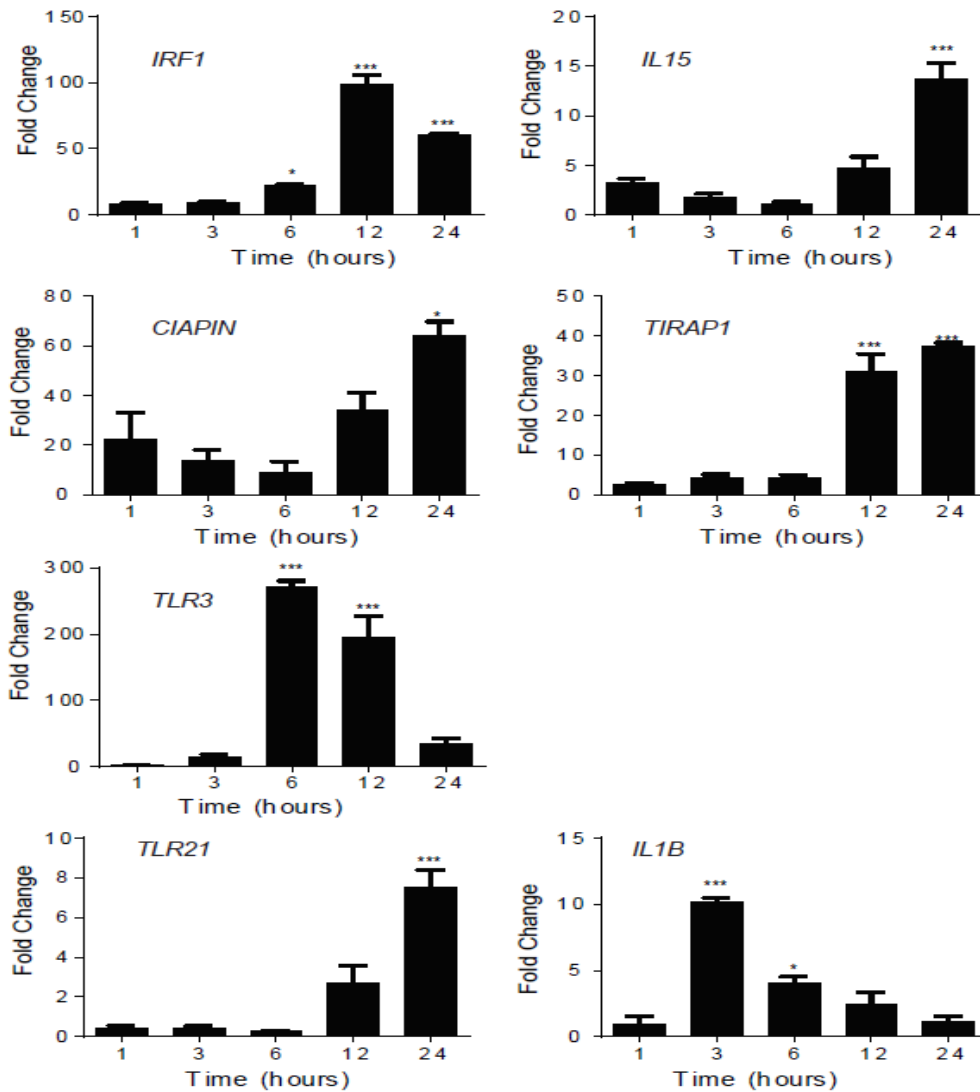 150
100
50
0
Fold Change
IRF1
*
***
***
1 3 6 12 24
Time (hours)
20
15
10
5
0
Fold Change
IL15
***
1 3 6 12 24
Time (hours)
80
60
40
20
0
Fold Change
CIAPIN
*
1 3 6 12 24
Time (hours)
50
40
30
20
10
0
Fold Change
TIRAP1
***
***
1 3 6 12 24
Time (hours)
300
200
100
0
Fold Change
TLR3
***
***
1 3 6 12 24
Time (hours)
10
8
6
4
2
0
Fold Change
TLR21
***
1 3 6 12 24
Time (hours)
15
10
5
0
Fold Change
IL1B
***
*
1 3 6 12 24
Time (hours)